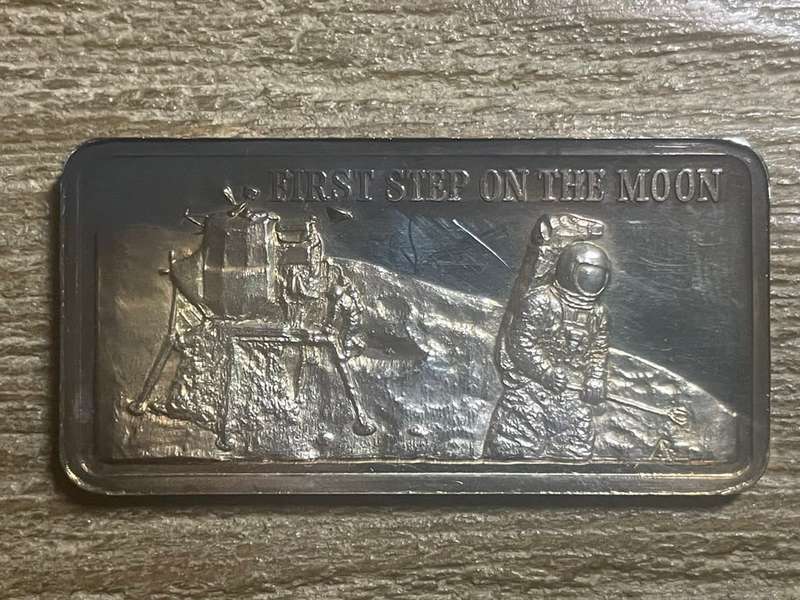 FIRST STEP ON THE MOON